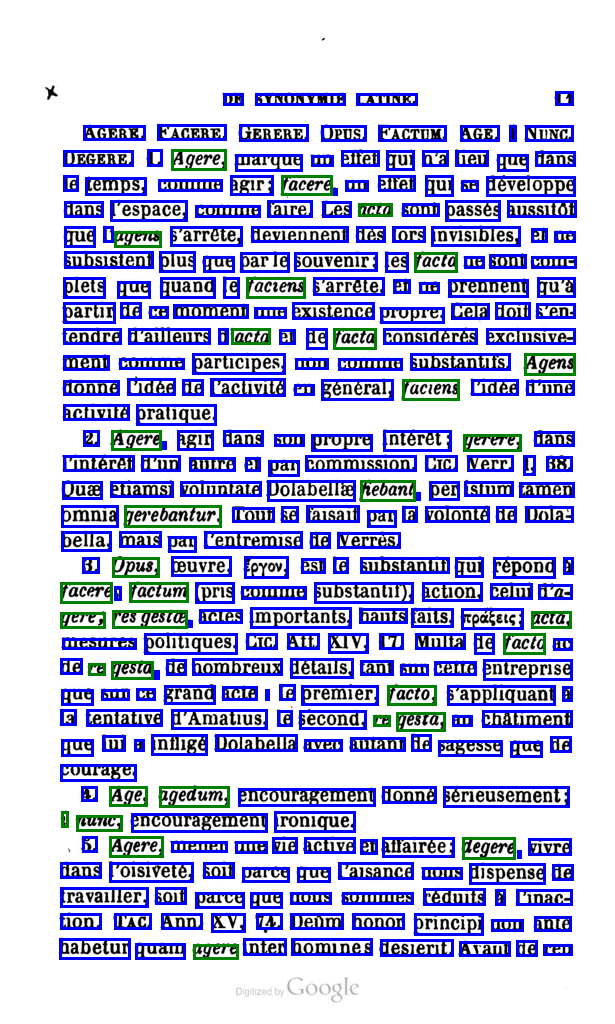 DE SYNONYMIE LATINE. 11
AGERE. FACERE. GERERE. OPUS. FACTUM. AGE. I NUNC.
DEGERE. 1. Agere, marque un effet qui n'a lieu que dans
le temps, comme agir; facere, un effet qui se développe
dans l'espace, comme faire. Les acta sont passés aussitôt
que l'agens s'arrête, deviennent dès lors invisibles, et ne
subsistent plus que par le souvenir; les facta ne sont com-
plets que quand le faciens s'arrête, et ne prennent qu'à
partir de ce moment une existence propre; Cela doit s'en-
tendre d'ailleurs d'acta et de facta considérés exclusive-
ment comme participes, non comme substantifs. Agens
donne l'idée de l'activité en général, faciens l'idée d'une
activité pratique.
2. Agere, agir dans son propre intérêt; gerere, dans
l'intérêt d'un autre et par commission. CIC. Verr. I, 38.
Quæ etiamsi voluntate Dolabellæ fiebant, per istum tamen
omnia gerebantur. Tout se faisait par la volonté de Dola-
bella, mais par l'entremise de Verrès.
3. Opus, œuvre, ἔργον, est le substantif qui répond à
facere; factum (pris comme substantif), action, celui d'a-
gere; res gestæ, actes importants, hauts faits, πράξεις; acta,
mesures politiques. CIC. Att. XIV, 17. Multa de facto ac
de re gesta, de nombreux détails, tant sur cette entreprise
que sur ce grand acte : le premier, facto, s'appliquant à
la tentative d'Amatius, le second, re gesta, au châtiment
que lui a infligé Dolabella avec autant de sagesse que de
courage.
4. Age, agedum, encouragement donné sérieusement;
I nunc, encouragement ironique.
5. Agere, mener une vie active et affairée; degere, vivre
dans l'oisiveté, soit parce que l'aisance nous dispense de
travailler, soit parce que nous sommes réduits à l'inac-
tion. TAC. Ann. XV, 74. Deûm honor principi non ante
habetur quam agere inter homines desierit. Avant de ren
Digitized by Google